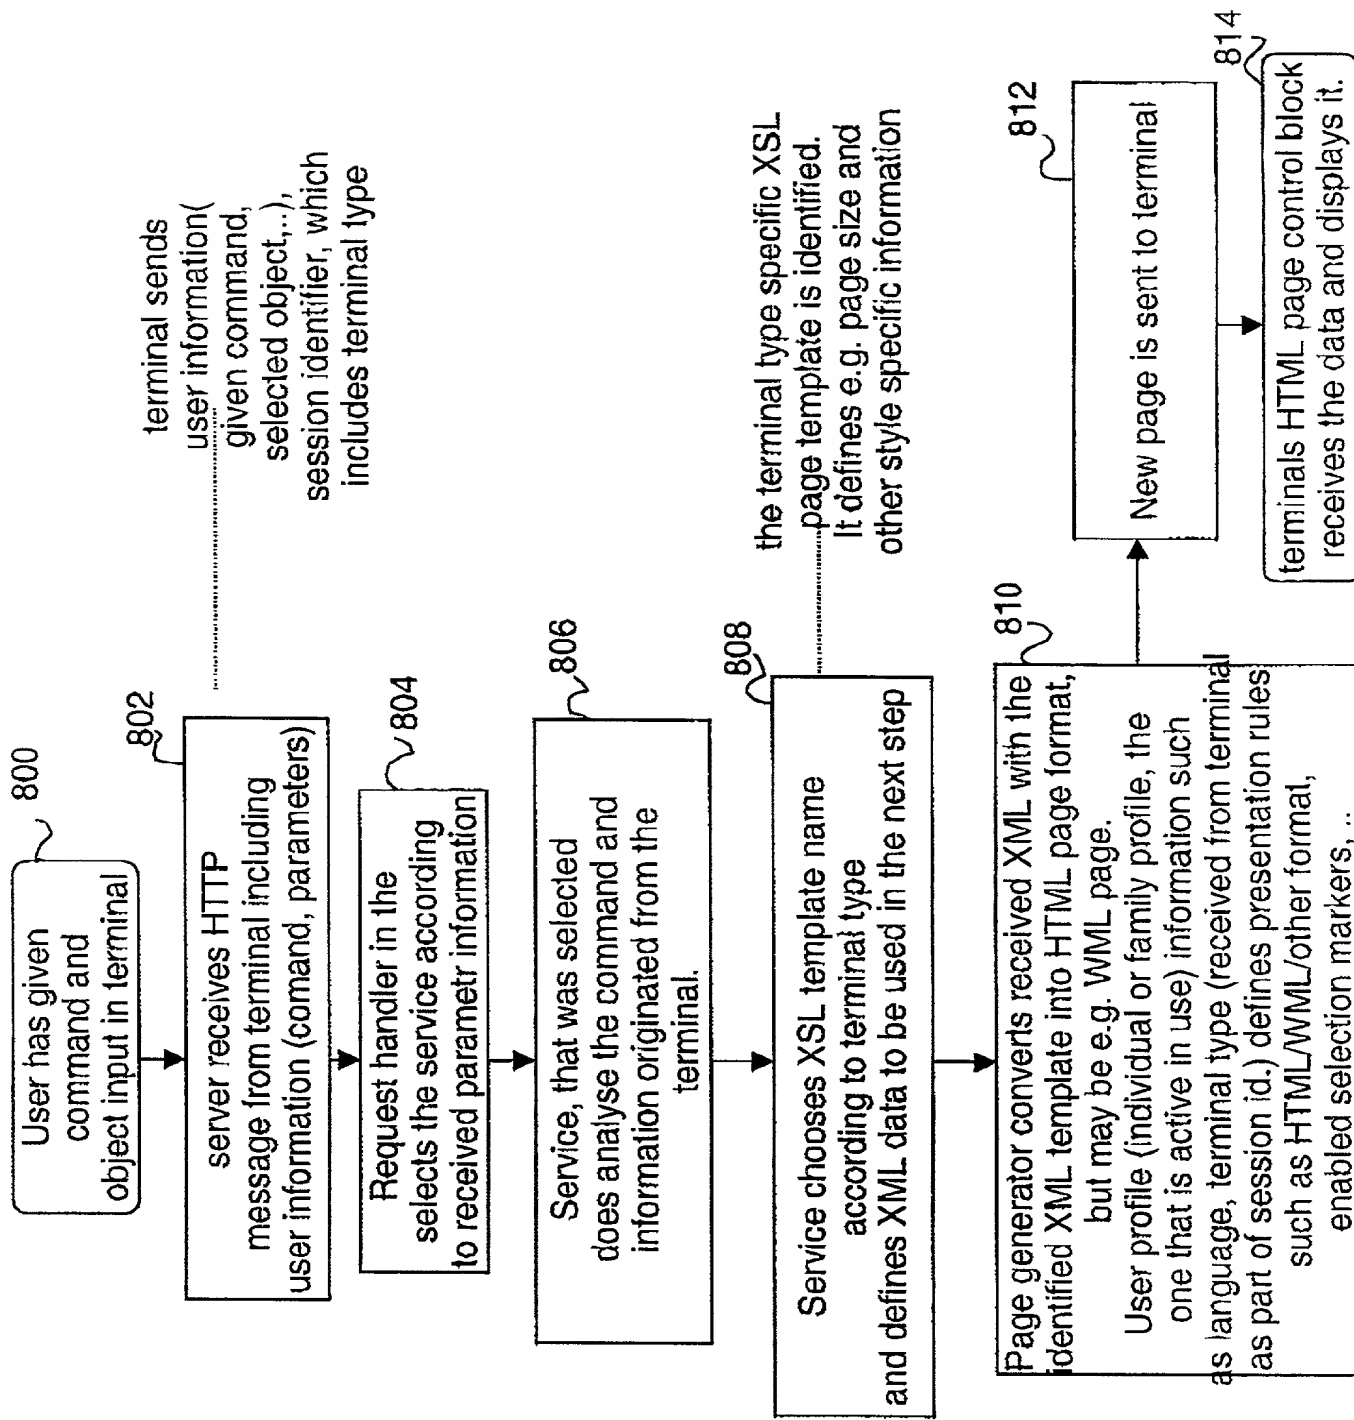 800
User has given
command and
object input in terminal
802
server receives HTTP
message from terminal including
user information (comand, parameters)
terminal sends
user information(
given command,
selected object,..),
session identifier, which
includes terminal type
804
Request handler in the
selects the service according
to received parametr information
806
Service, that was selected
does analyse the command and
information originated from the
terminal.
808
Service chooses XSL template name
according to terminal type
and defines XML data to be used in the next step
the terminal type specific XSL
page template is identified.
It defines e.g. page size and
other style specific information
810
Page generator converts received XML with the
identified XML template into HTML page format,
but may be e.g. WML page.
User profile (individual or family profile, the
one that is active in use) information such
as language, terminal type (received from terminal
as part of session id.) defines presentation rules
such as HTML/WML/other format,
enabled selection markers, ..
812
New page is sent to terminal
814
terminals HTML page control block
receives the data and displays it.